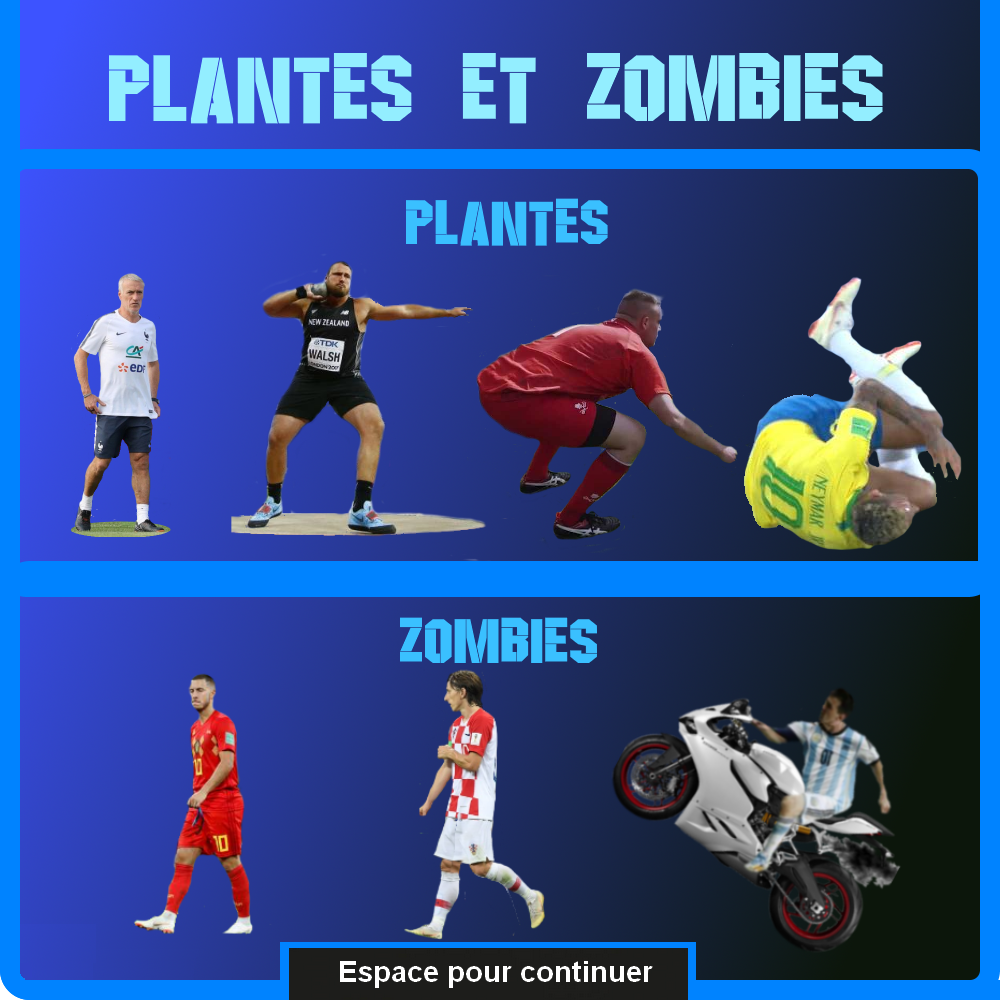 PLANTES ET ZOMBIES
PLANTES
CA
edf
NEW ZEALAND
TDK
WALSH
LONDON 2017
NEYMAR JR
10
ZOMBIES
10
10
10
Espace pour continuer